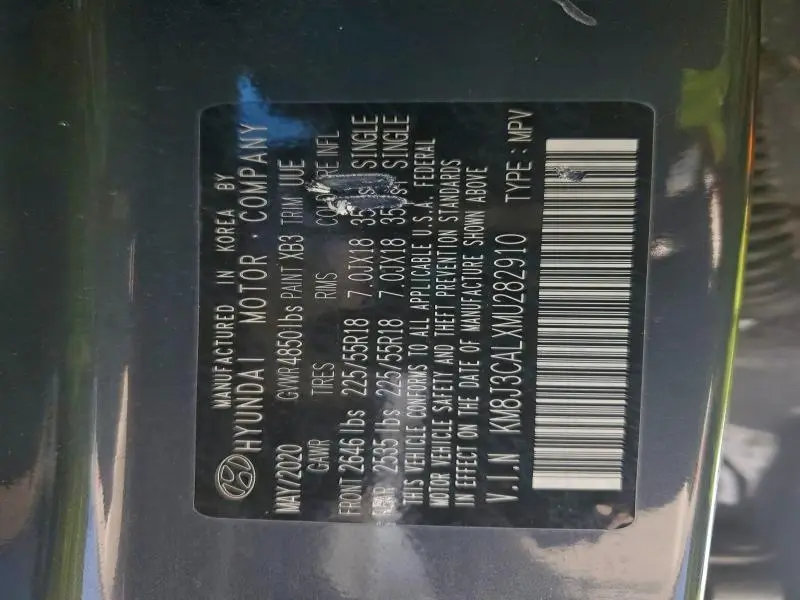 MANUFACTURED IN KOREA BY
HYUNDAI MOTOR COMPANY
MAY/2020 GVWR 4850 lbs PAINT XB3 TRIM UUE
GAWR TIRES RIMS INFL
FRONT 2646 lbs 225/55R18 7.0JX18 SINGLE
2535 lbs 225/55R18 7.0JX18 SINGLE
THIS VEHICLE CONFORMS TO ALL APPLICABLE U.S.A. FEDERAL
MOTOR VEHICLE SAFETY AND THEFT PREVENTION STANDARDS
IN EFFECT ON THE DATE OF MANUFACTURE SHOWN ABOVE
V.I.N KM8J3CALXMU282910 TYPE : MPV